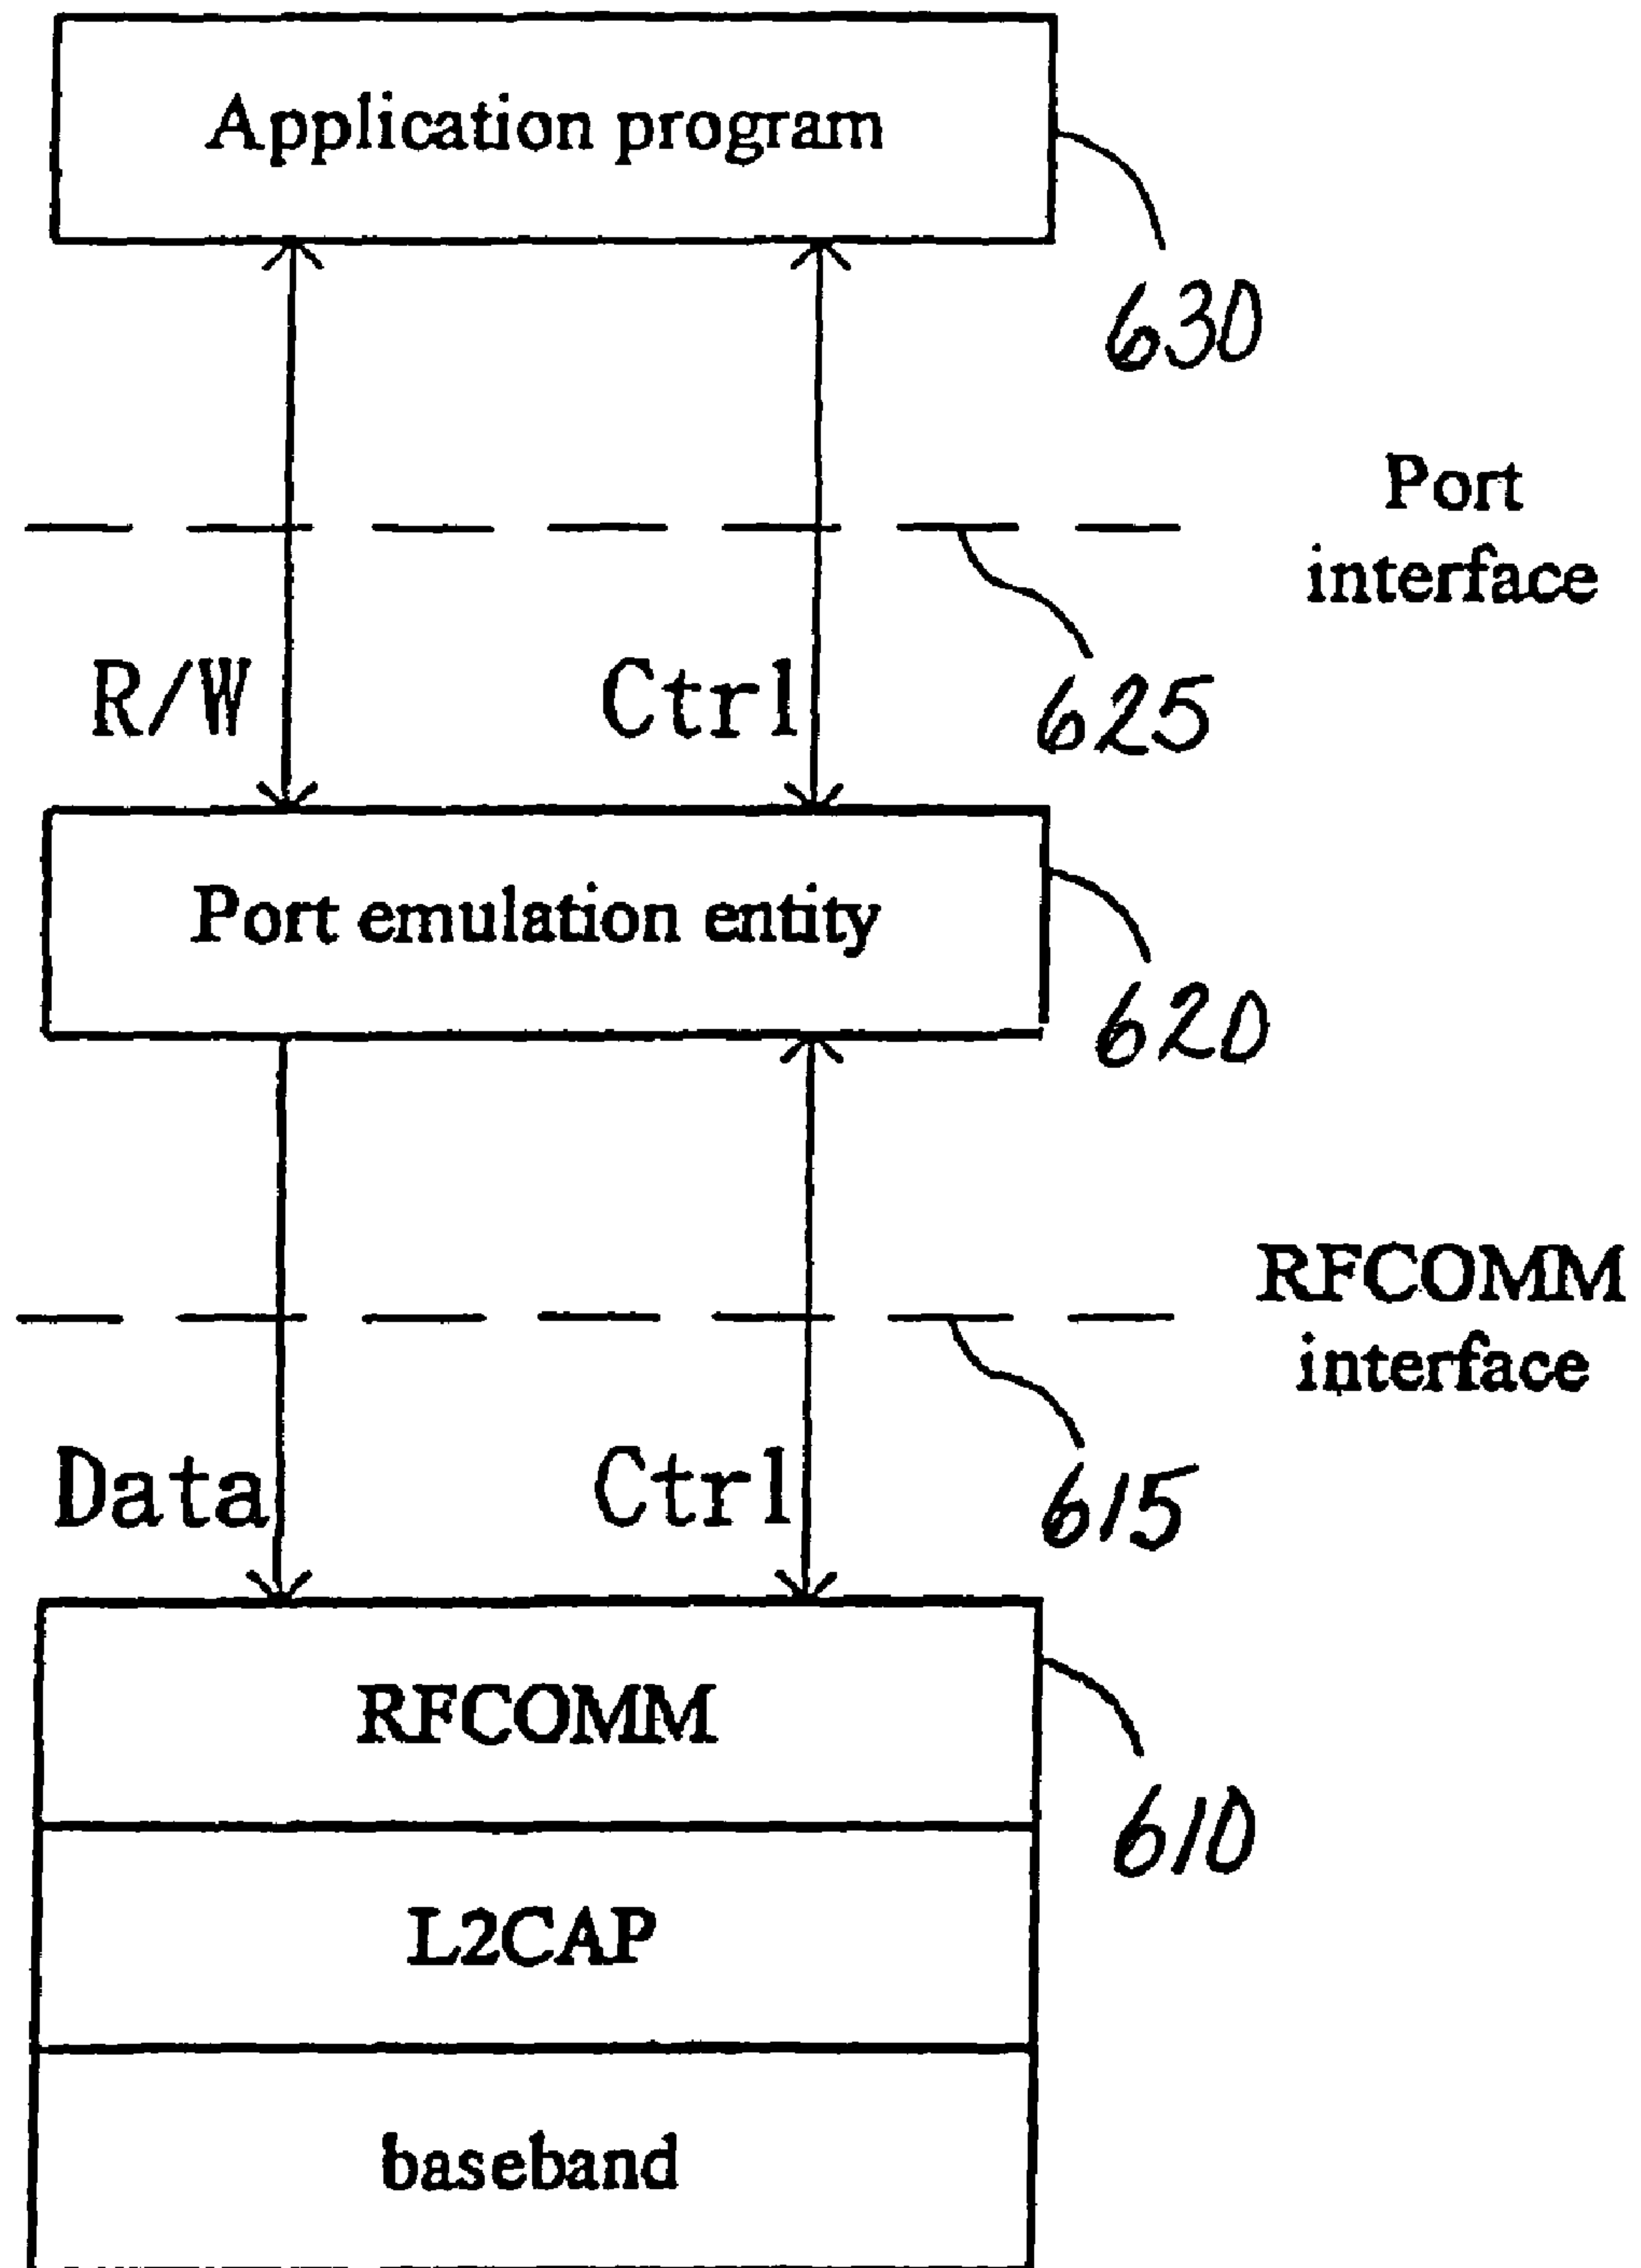 Application program
630
Port
interface
R/W
Ctrl
625
Port emulation entity
620
RFCOMM
interface
Data
Ctrl
615
RFCOMM
610
L2CAP
baseband